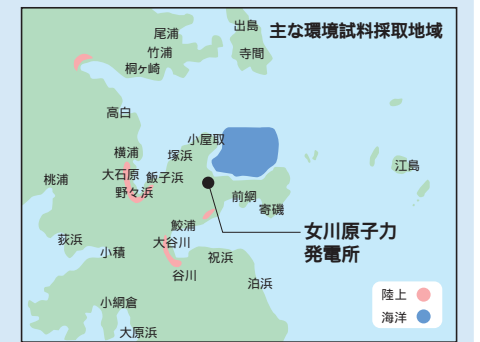 主な環境試料採取地域
尾浦
出島
竹浦
寺間
桐ヶ崎
高白
小屋取
横浦
塚浜
江島
大石原
飯子浜
桃浦
野々浜
前網
寄磯
鮫浦
女川原子力
発電所
荻浜
大谷川
小積
祝浜
谷川
泊浜
陸上
小網倉
海洋
大原浜